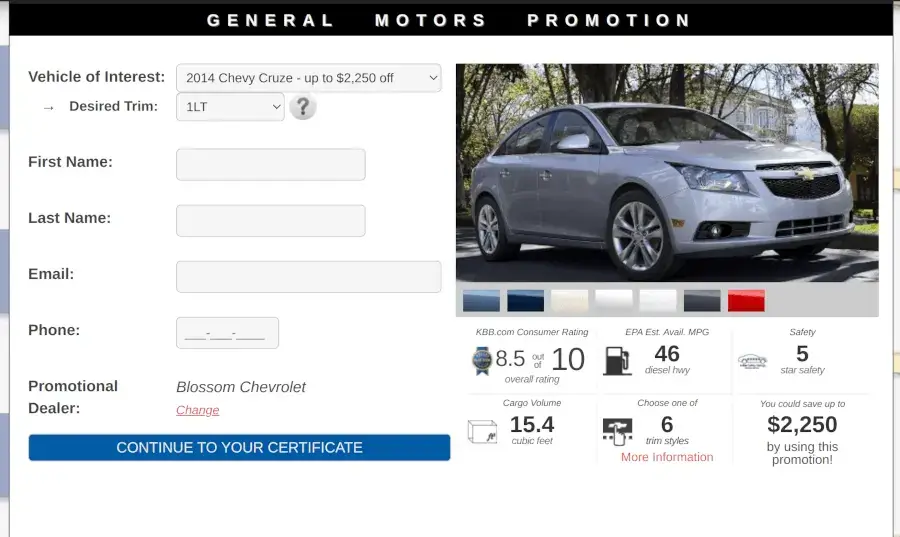 GENERAL MOTORS PROMOTION
Vehicle of Interest: 2014 Chevy Cruze - up to $2,250 off
→ Desired Trim: 1LT ?
First Name:
Last Name:
Email:
Phone: ___-___-____
Promotional
Dealer:
Blossom Chevrolet
Change
CONTINUE TO YOUR CERTIFICATE
KBB.com Consumer Rating
8.5 out of 10
overall rating
EPA Est. Avail. MPG
46
diesel hwy
Safety
5
star safety
Cargo Volume
15.4
cubic feet
Choose one of
6
trim styles
More Information
You could save up to
$2,250
by using this
promotion!